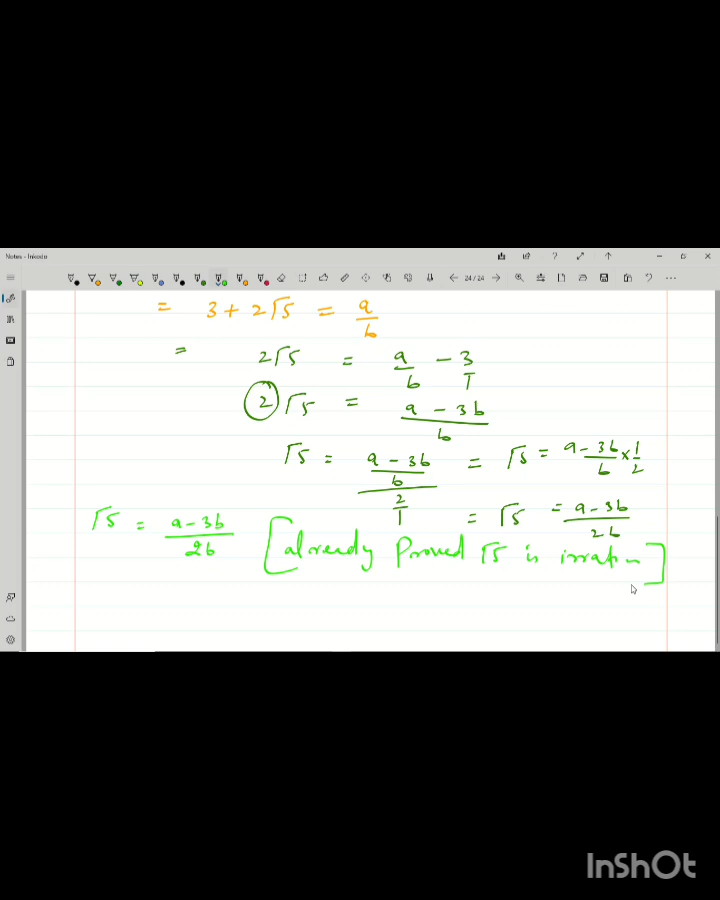 Notes - Inkodo
24/24
= 3 + 2√5 = a/b
= 2√5 = a/b - 3/1
2 √5 = (a - 3b)/b
√5 = ((a - 3b)/b)/(2/1) = √5 = (a - 3b)/b × 1/2
= √5 = (a - 3b)/2b
√5 = (a - 3b)/2b [already Proved √5 is
InShOt